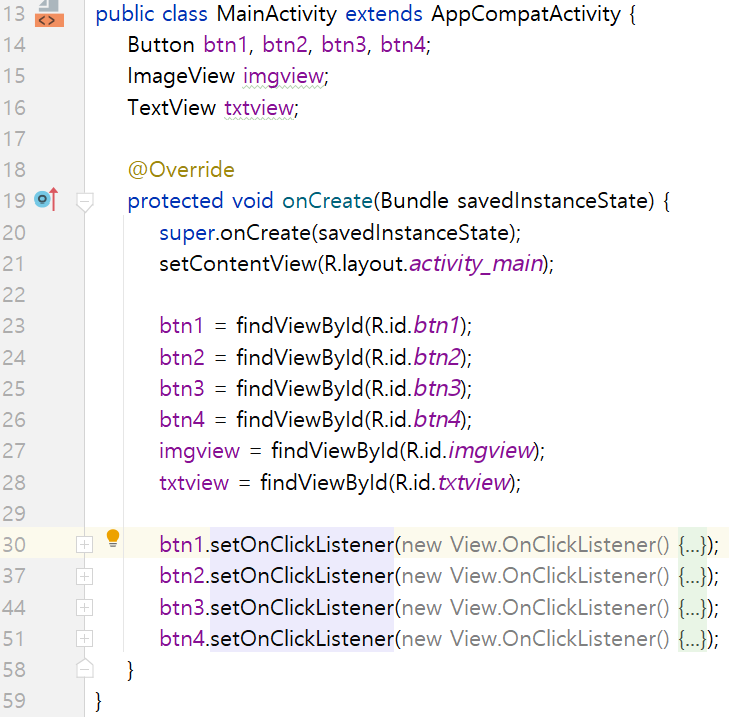 13 public class MainActivity extends AppCompatActivity {
14 Button btn1, btn2, btn3, btn4;
15 ImageView imgview;
16 TextView txtview;
17
18 @Override
19 protected void onCreate(Bundle savedInstanceState) {
20 super.onCreate(savedInstanceState);
21 setContentView(R.layout.activity_main);
22
23 btn1 = findViewById(R.id.btn1);
24 btn2 = findViewById(R.id.btn2);
25 btn3 = findViewById(R.id.btn3);
26 btn4 = findViewById(R.id.btn4);
27 imgview = findViewById(R.id.imgview);
28 txtview = findViewById(R.id.txtview);
29
30 btn1.setOnClickListener(new View.OnClickListener() {...});
37 btn2.setOnClickListener(new View.OnClickListener() {...});
44 btn3.setOnClickListener(new View.OnClickListener() {...});
51 btn4.setOnClickListener(new View.OnClickListener() {...});
58 }
59 }